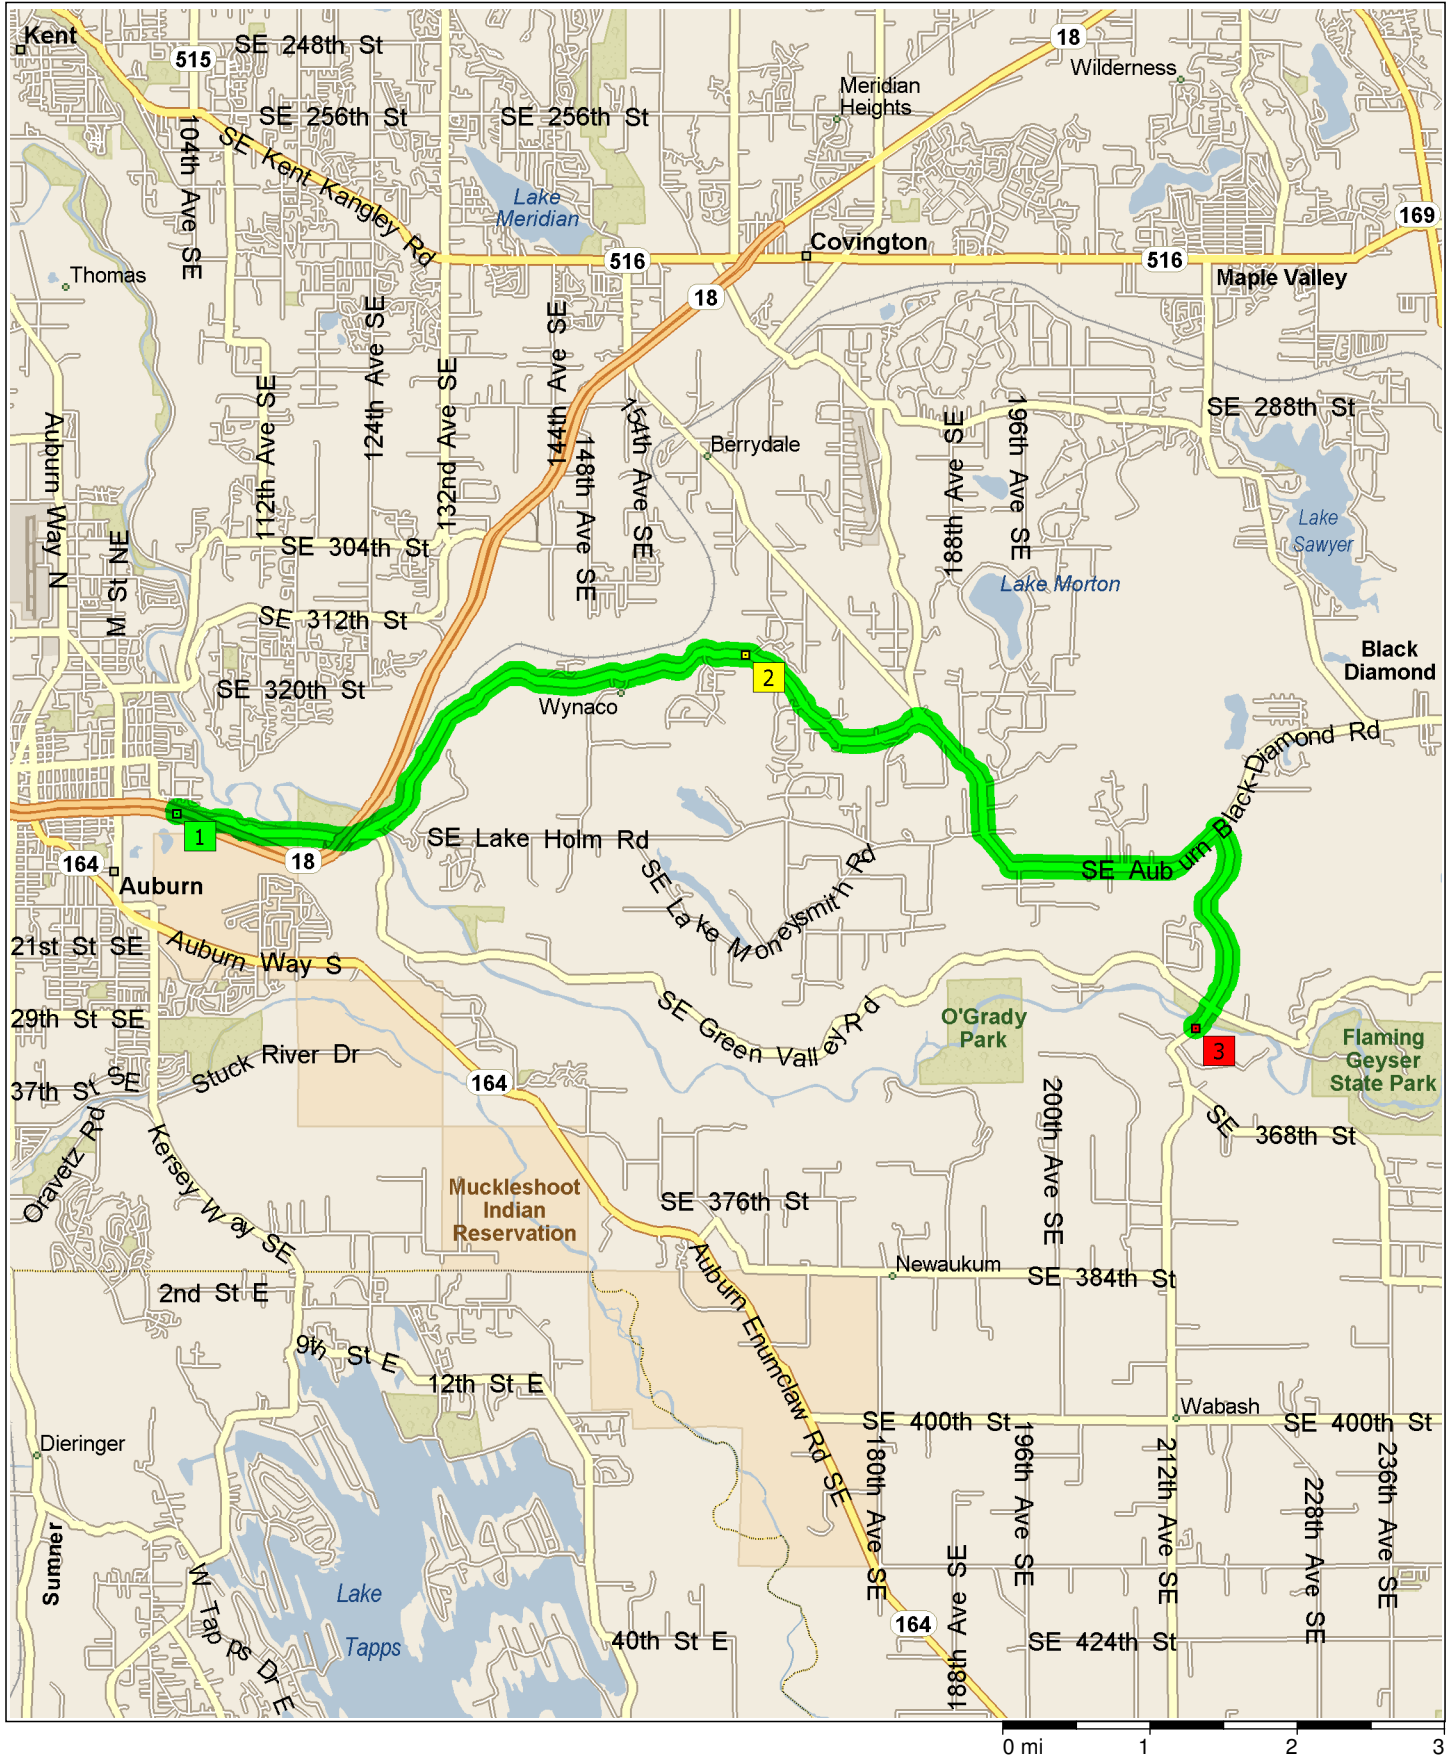 Kent
515
SE 248th St
18
Wilderness
Meridian
Heights
SE 256th St
SE 256th St
104th Ave SE
SE Kent Kangley Rd
Lake
Meridian
169
Covington
516
516
Maple Valley
Thomas
18
124th Ave SE
144th Ave SE
112th Ave SE
132nd Ave SE
154th Ave SE
148th Ave SE
SE 288th St
196th Ave SE
188th Ave SE
Berrydale
Auburn Way N
M St NE
SE 304th St
Lake
Sawyer
Lake Morton
SE 312th St
Black
Diamond
SE 320th St
2
Wynaco
SE Auburn Black-Diamond Rd
1
SE Lake Holm Rd
18
164
Auburn
SE Lake Moneysmith Rd
21st St SE
Auburn Way S
29th St SE
SE Green Valley Rd
O'Grady
Park
3
Flaming
Geyser
State Park
Stuck River Dr
37th St SE
164
200th Ave SE
SE 368th St
Oravetz Rd
Kersey Way SE
Muckleshoot
Indian
Reservation
SE 376th St
Newaukum
SE 384th St
2nd St E
Auburn Enumclaw Rd SE
9th St E
12th St E
Wabash
SE 400th St
SE 400th St
Dieringer
180th Ave SE
196th Ave SE
212th Ave SE
228th Ave SE
236th Ave SE
Sumner
W Tapps Dr E
Lake
Tapps
188th Ave SE
164
40th St E
SE 424th St
0 mi 1 2 3